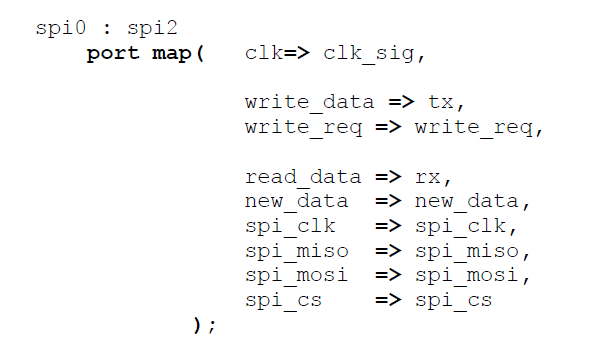 spi0 : spi2
port map( clk=> clk_sig,
write_data => tx,
write_req => write_req,
read_data => rx,
new_data => new_data,
spi_clk => spi_clk,
spi_miso => spi_miso,
spi_mosi => spi_mosi,
spi_cs => spi_cs
);